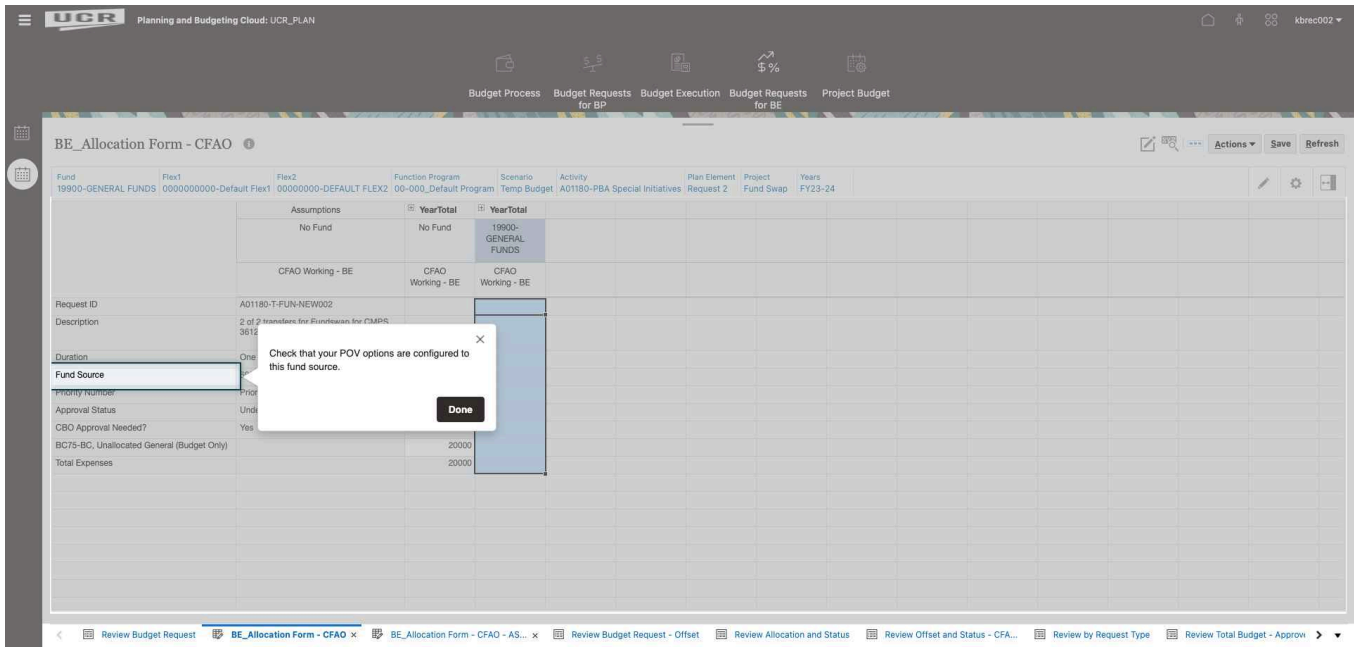 UCR Planning and Budgeting Cloud: UCR_PLAN kbrec002
$ $ $%
Budget Process Budget Requests for BP Budget Execution Budget Requests for BE Project Budget
BE_Allocation Form - CFAO
Actions Save Refresh
Fund Flex1 Flex2 Function Program Scenario Activity Plan Element Project Years
19900-GENERAL FUNDS 0000000000-Default Flex1 00000000-DEFAULT FLEX2 00-000_Default Program Temp Budget A01180-PBA Special Initiatives Request 2 Fund Swap FY23-24
Assumptions YearTotal YearTotal
No Fund No Fund 19900-GENERAL FUNDS
CFAO Working - BE CFAO Working - BE CFAO Working - BE
Request ID A01180-T-FUN-NEW002
Description 2 of 2 transfers for Fundswap for CMPS
3612
Duration One
Fund Source
Priority Number Prior
Approval Status Unde
CBO Approval Needed? Yes
BC75-BC, Unallocated General (Budget Only) 20000
Total Expenses 20000
Check that your POV options are configured to
this fund source.
Done
Review Budget Request BE_Allocation Form - CFAO BE_Allocation Form - CFAO - AS... Review Budget Request - Offset Review Allocation and Status Review Offset and Status - CFA... Review by Request Type Review Total Budget - Approv